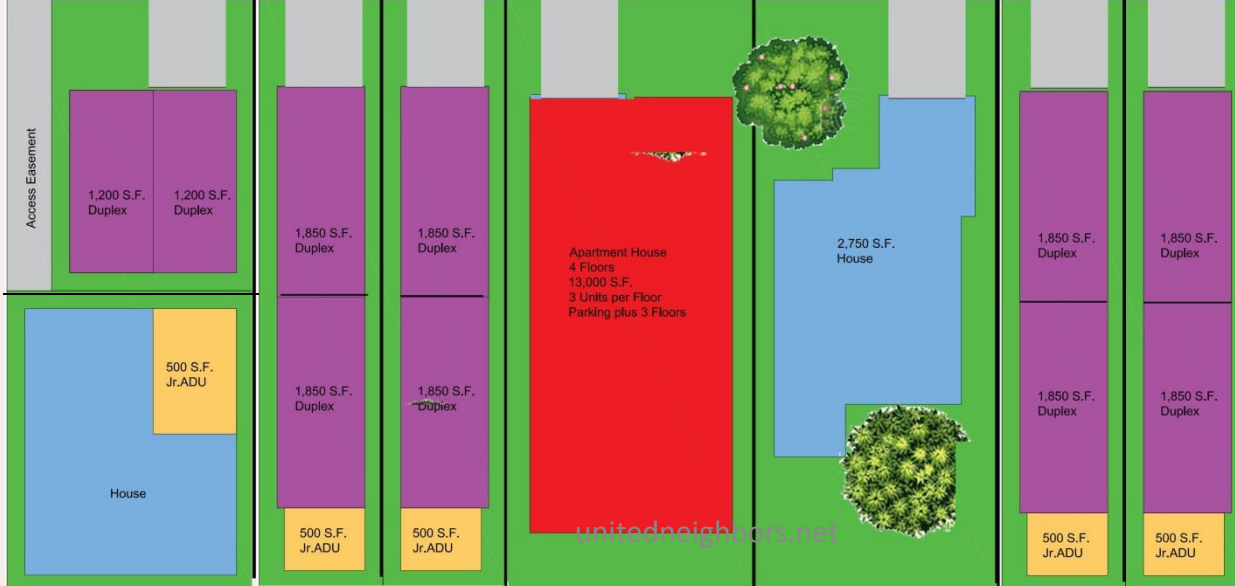 Access Easement
1,200 S.F.
Duplex
1,200 S.F.
Duplex
500 S.F.
Jr.ADU
House
1,850 S.F.
Duplex
1,850 S.F.
Duplex
500 S.F.
Jr.ADU
1,850 S.F.
Duplex
1,850 S.F.
Duplex
500 S.F.
Jr.ADU
Apartment House
4 Floors
13,000 S.F.
3 Units per Floor
Parking plus 3 Floors
2,750 S.F.
House
1,850 S.F.
Duplex
1,850 S.F.
Duplex
500 S.F.
Jr.ADU
1,850 S.F.
Duplex
1,850 S.F.
Duplex
500 S.F.
Jr.ADU
unitedneighbors.net